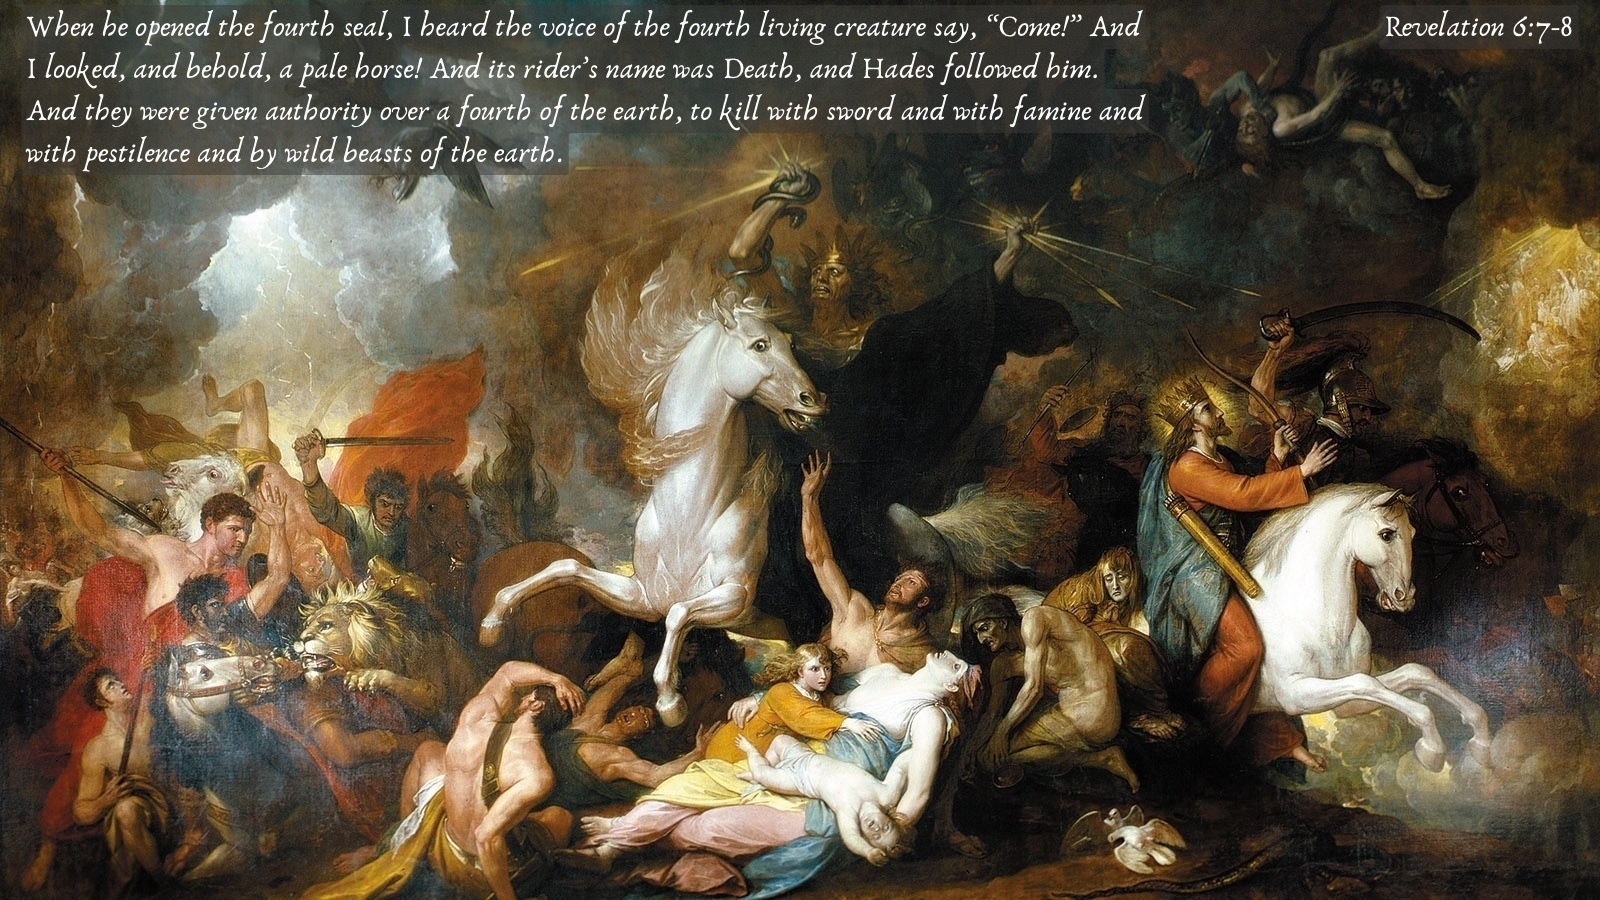 When he opened the fourth seal, I heard the voice of the fourth living creature say, “Come!” And
I looked, and behold, a pale horse! And its rider’s name was Death, and Hades followed him.
And they were given authority over a fourth of the earth, to kill with sword and with famine and
with pestilence and by wild beasts of the earth.
Revelation 6:7-8